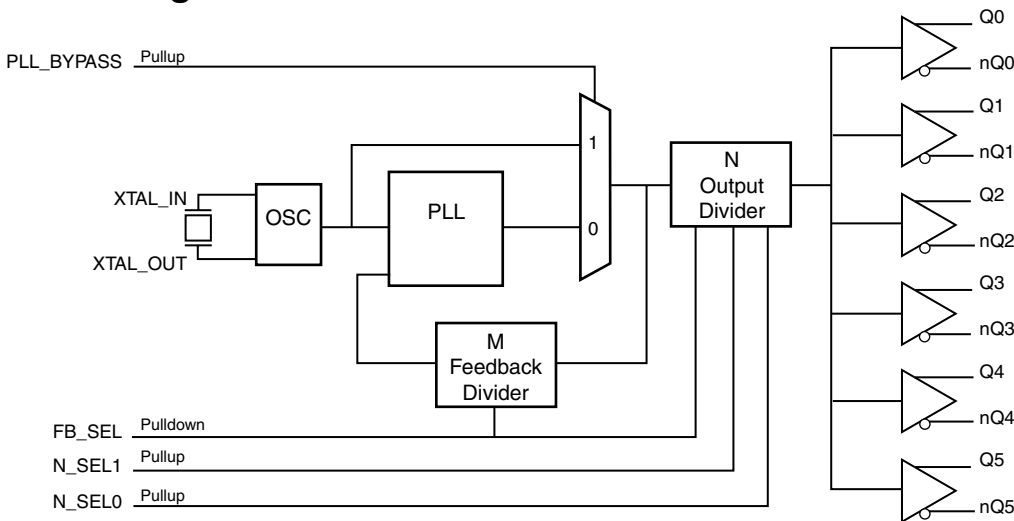 Q0
PLL_BYPASS Pullup
nQ0
Q1
1
N
Output
Divider
nQ1
XTAL_IN
OSC
PLL
Q2
XTAL_OUT
0
nQ2
Q3
M
Feedback
Divider
nQ3
Q4
FB_SEL Pulldown
nQ4
N_SEL1 Pullup
Q5
N_SEL0 Pullup
nQ5